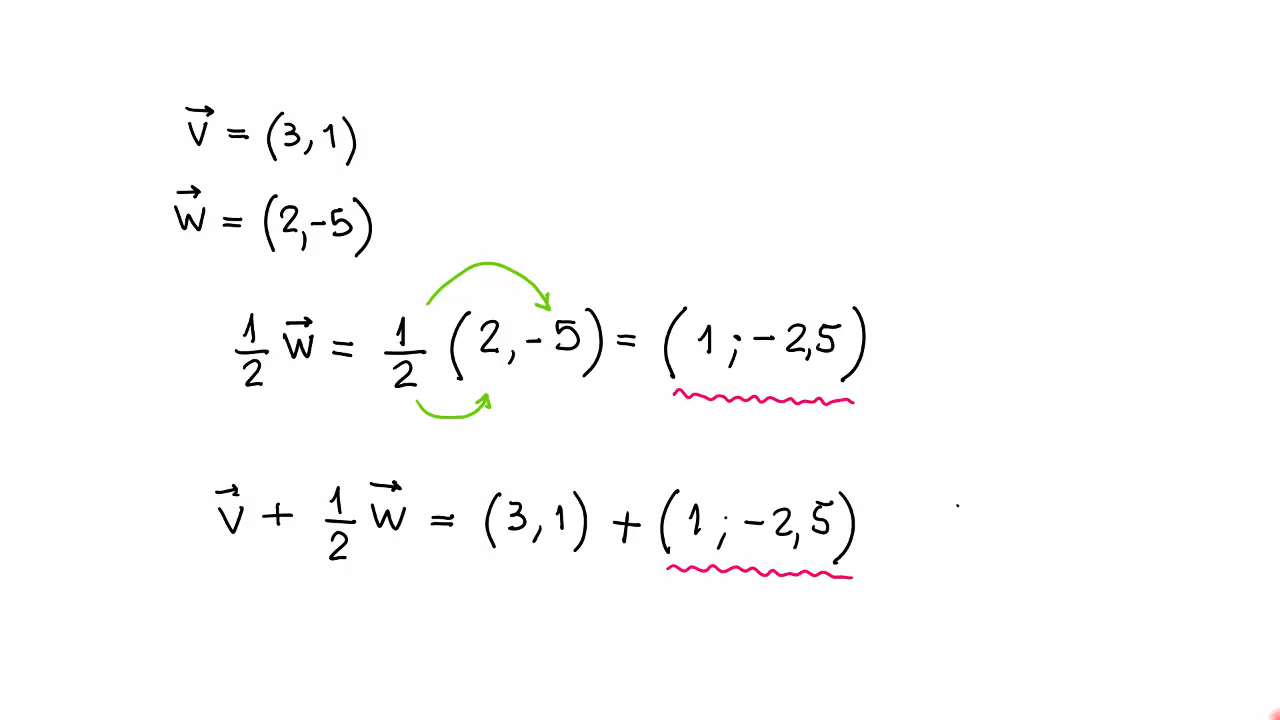 v⃗ = (3, 1)
w⃗ = (2, -5)
1/2 w⃗ = 1/2 (2, -5) = (1 ; -2,5)
v⃗ + 1/2 w⃗ = (3, 1) + (1 ; -2,5)